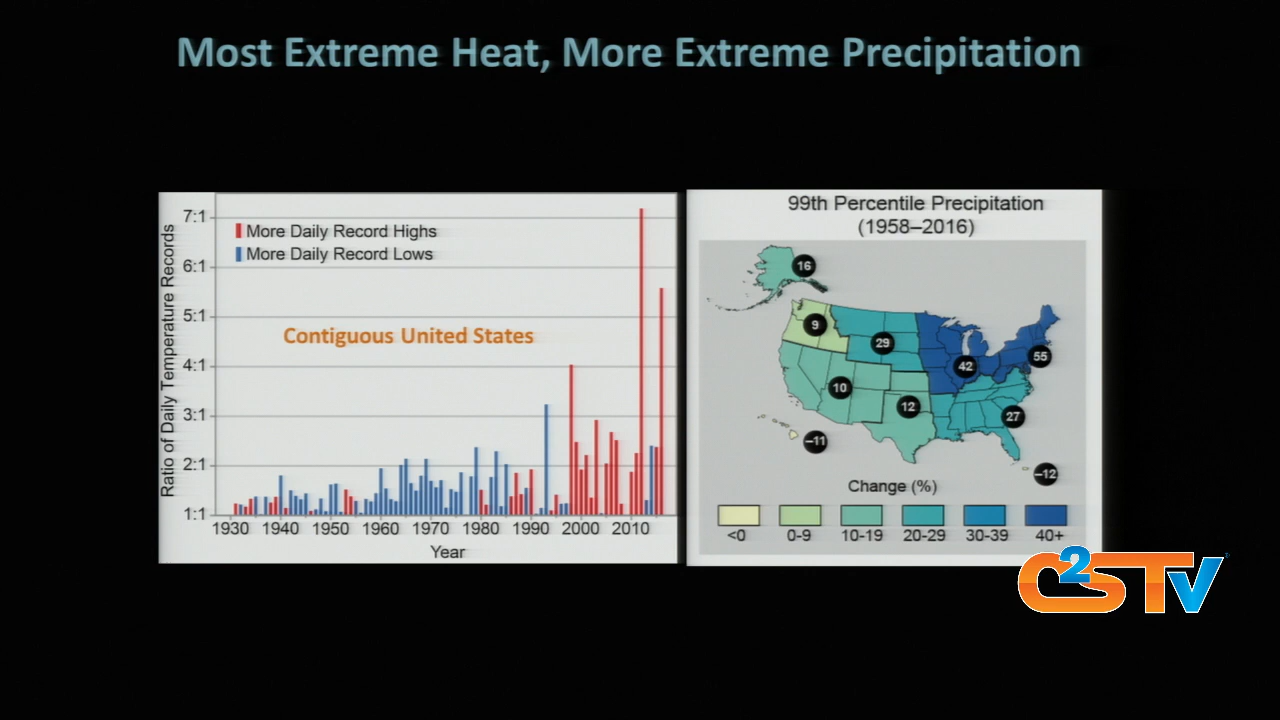 Most Extreme Heat, More Extreme Precipitation
Ratio of Daily Temperature Records
7:1
6:1
5:1
4:1
3:1
2:1
1:1
More Daily Record Highs
More Daily Record Lows
Contiguous United States
1930 1940 1950 1960 1970 1980 1990 2000 2010
Year
99th Percentile Precipitation
(1958–2016)
16
9
29
55
42
10
12
27
–11
–12
Change (%)
<0 0-9 10-19 20-29 30-39 40+
C2STV